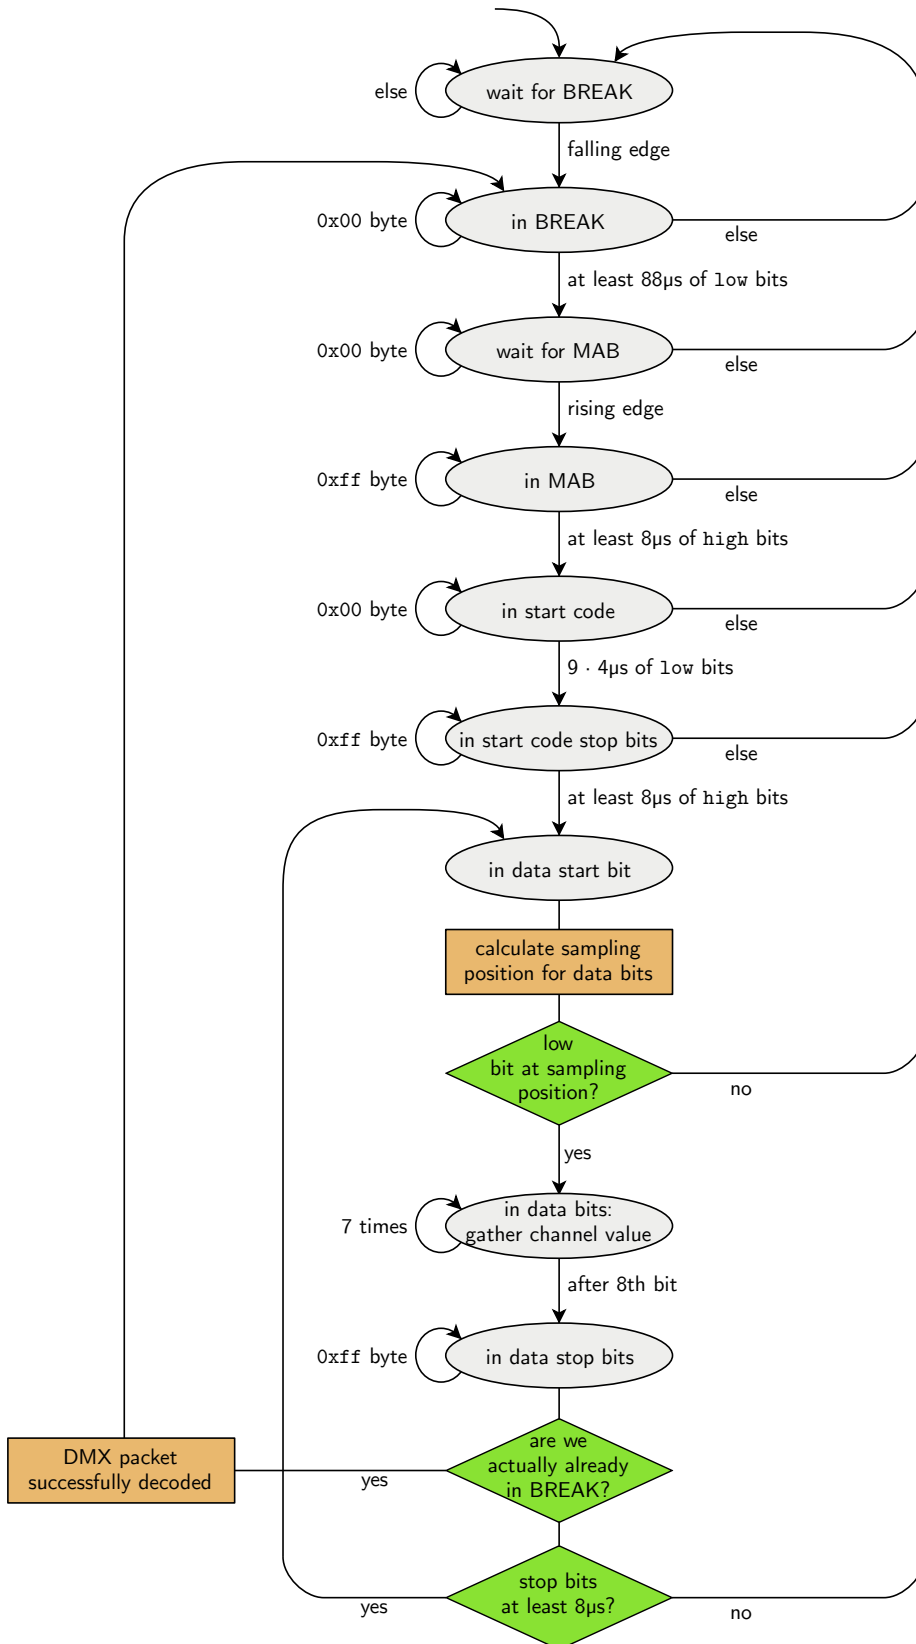 else
wait for BREAK
falling edge
0x00 byte
in BREAK
else
at least 88µs of low bits
0x00 byte
wait for MAB
else
rising edge
0xff byte
in MAB
else
at least 8µs of high bits
0x00 byte
in start code
else
9 · 4µs of low bits
0xff byte
in start code stop bits
else
at least 8µs of high bits
in data start bit
calculate sampling
position for data bits
low
bit at sampling
position?
no
yes
7 times
in data bits:
gather channel value
after 8th bit
0xff byte
in data stop bits
DMX packet
successfully decoded
yes
are we
actually already
in BREAK?
yes
stop bits
at least 8µs?
no